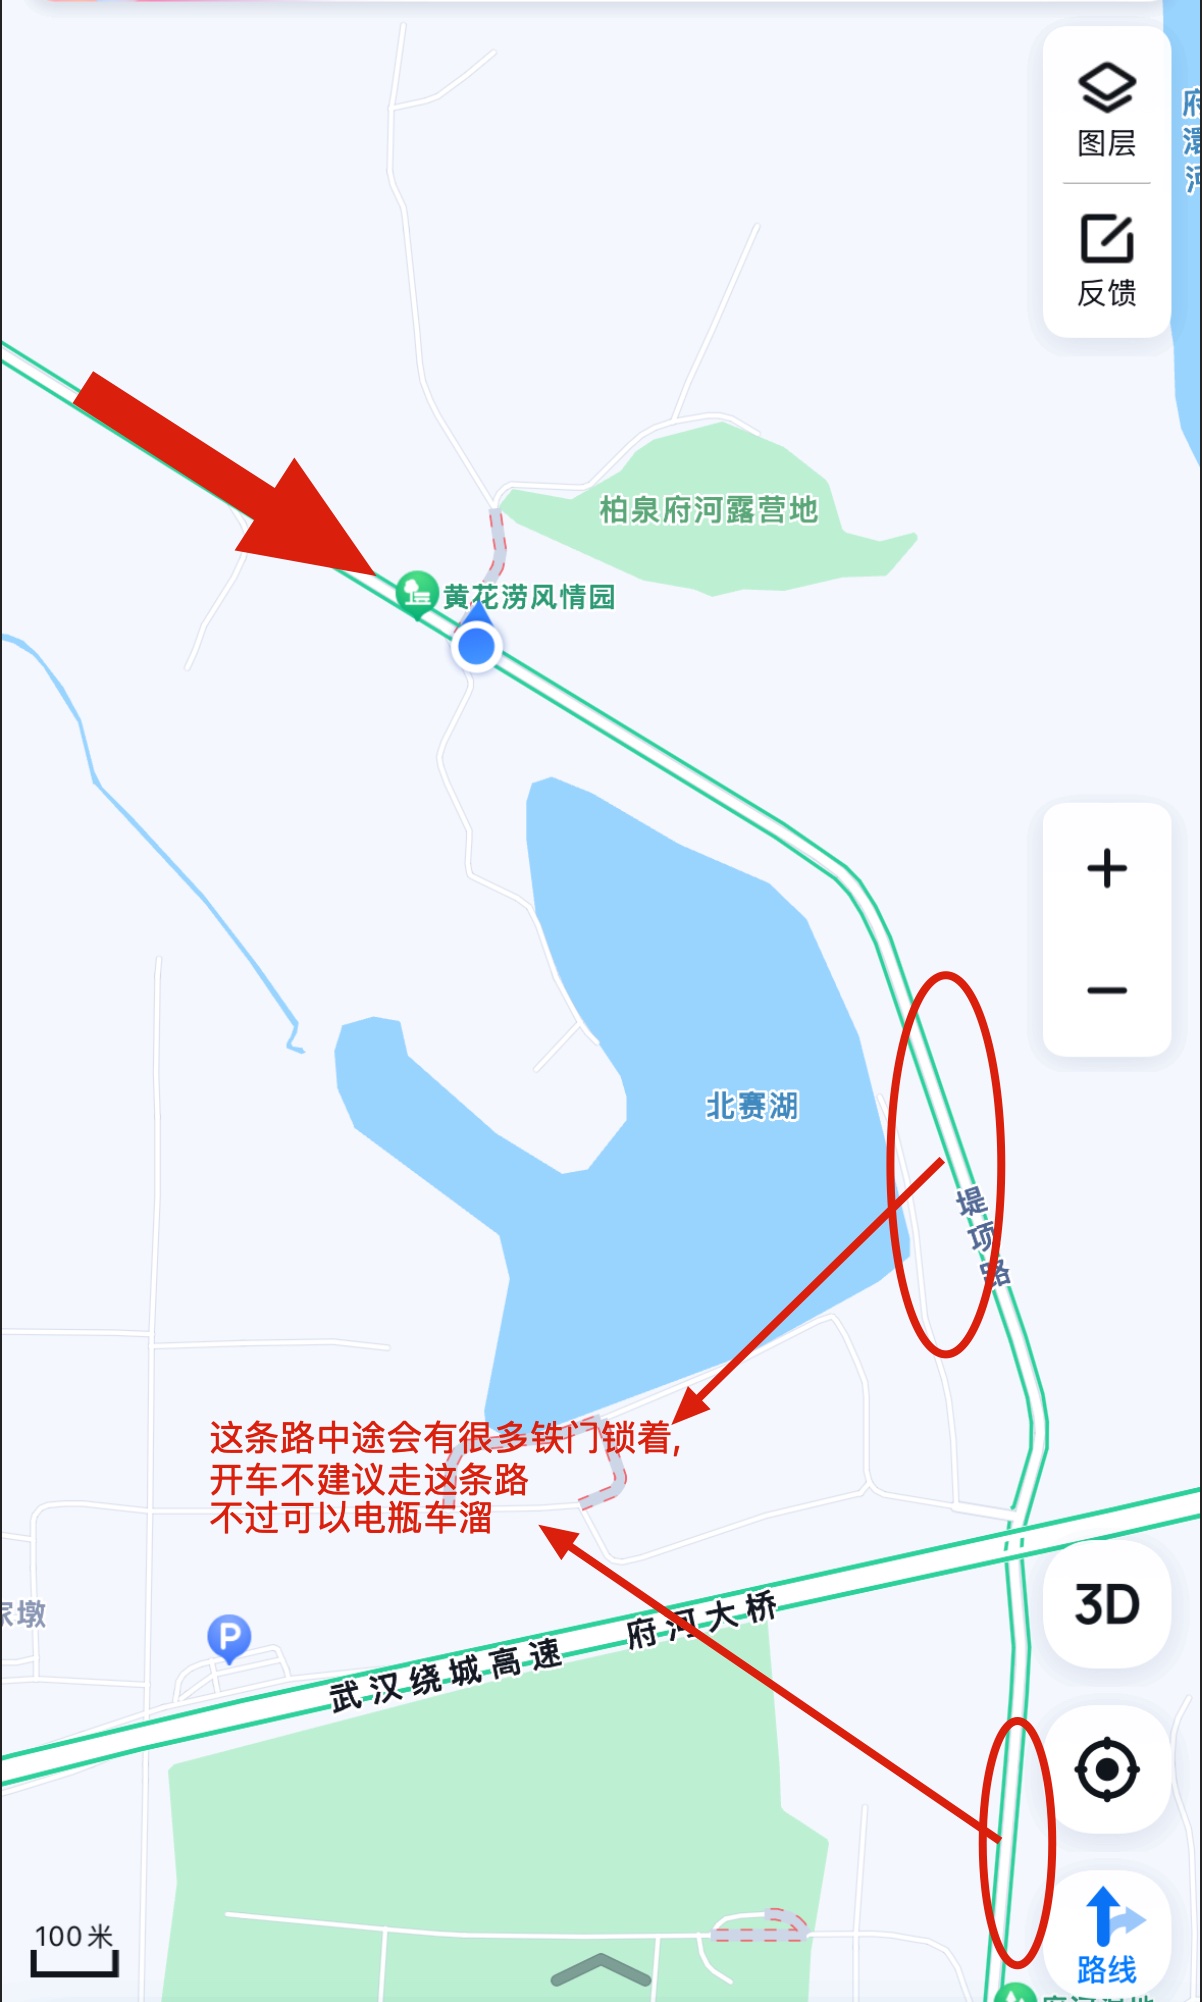 图层
反馈
柏泉府河露营地
黄花涝风情园
北赛湖
堤项路
这条路中途会有很多铁门锁着,
开车不建议走这条路
不过可以电瓶车溜
3D
家墩
P
府河大桥
武汉绕城高速
100米
路线